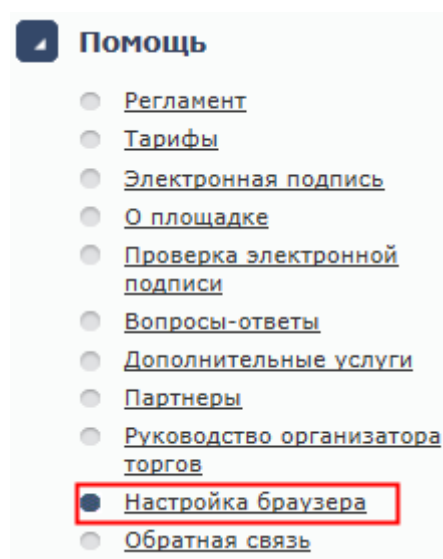 Помощь
Регламент
Тарифы
Электронная подпись
О площадке
Проверка электронной
подписи
Вопросы-ответы
Дополнительные услуги
Партнеры
Руководство организатора
торгов
Настройка браузера
Обратная связь